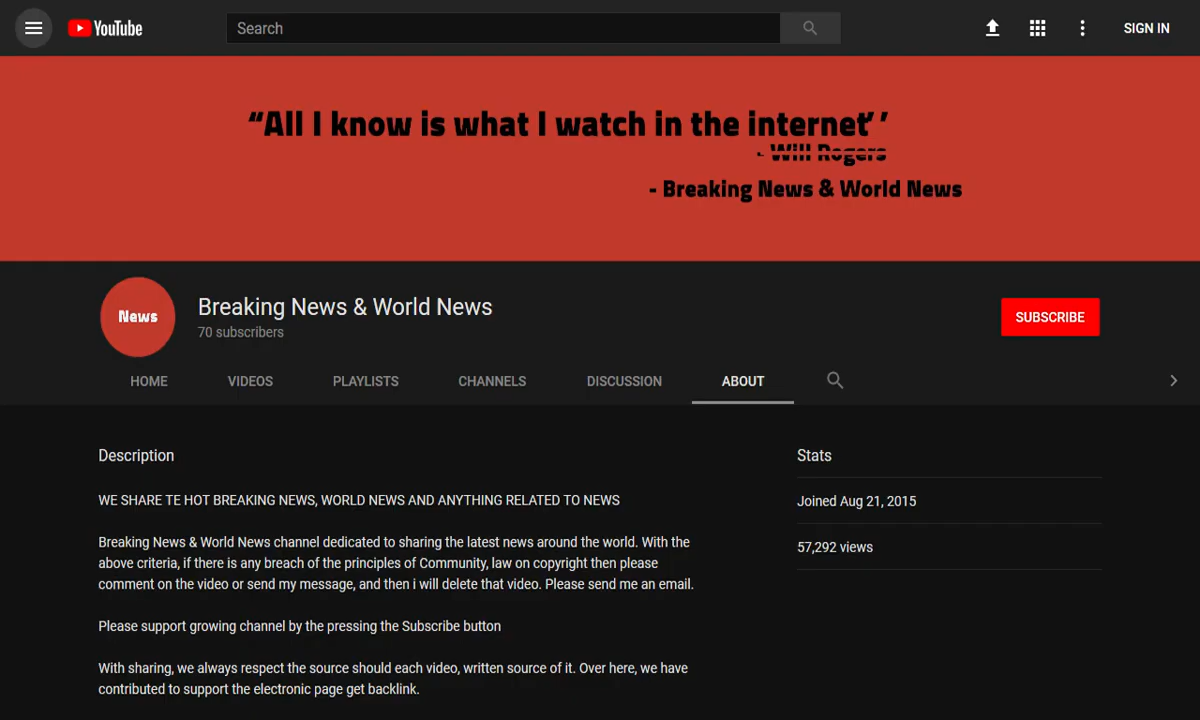 YouTube
Search
SIGN IN
“All I know is what I watch in the internet’’
- Will Rogers
- Breaking News & World News
News
Breaking News & World News
70 subscribers
SUBSCRIBE
HOME VIDEOS PLAYLISTS CHANNELS DISCUSSION ABOUT
Description
WE SHARE TE HOT BREAKING NEWS, WORLD NEWS AND ANYTHING RELATED TO NEWS
Breaking News & World News channel dedicated to sharing the latest news around the world. With the
above criteria, if there is any breach of the principles of Community, law on copyright then please
comment on the video or send my message, and then i will delete that video. Please send me an email.
Please support growing channel by the pressing the Subscribe button
With sharing, we always respect the source should each video, written source of it. Over here, we have
contributed to support the electronic page get backlink.
Stats
Joined Aug 21, 2015
57,292 views